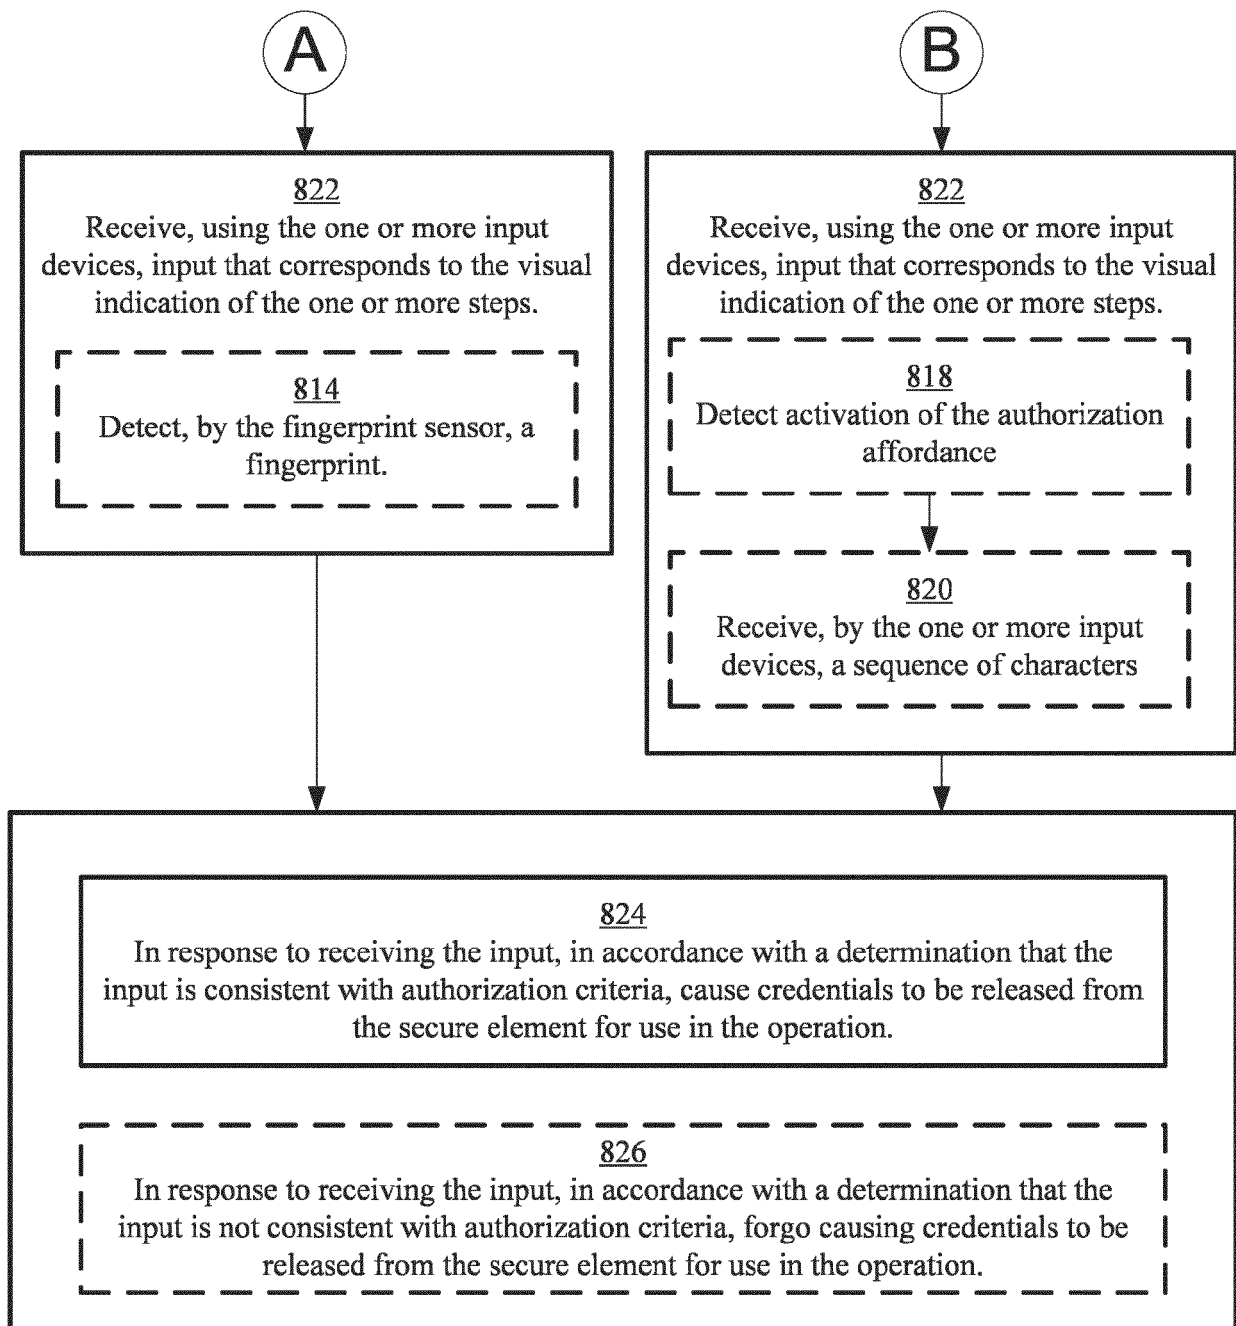 A
B
822
Receive, using the one or more input
devices, input that corresponds to the visual
indication of the one or more steps.
814
Detect, by the fingerprint sensor, a
fingerprint.
822
Receive, using the one or more input
devices, input that corresponds to the visual
indication of the one or more steps.
818
Detect activation of the authorization
affordance
820
Receive, by the one or more input
devices, a sequence of characters
824
In response to receiving the input, in accordance with a determination that the
input is consistent with authorization criteria, cause credentials to be released from
the secure element for use in the operation.
826
In response to receiving the input, in accordance with a determination that the
input is not consistent with authorization criteria, forgo causing credentials to be
released from the secure element for use in the operation.